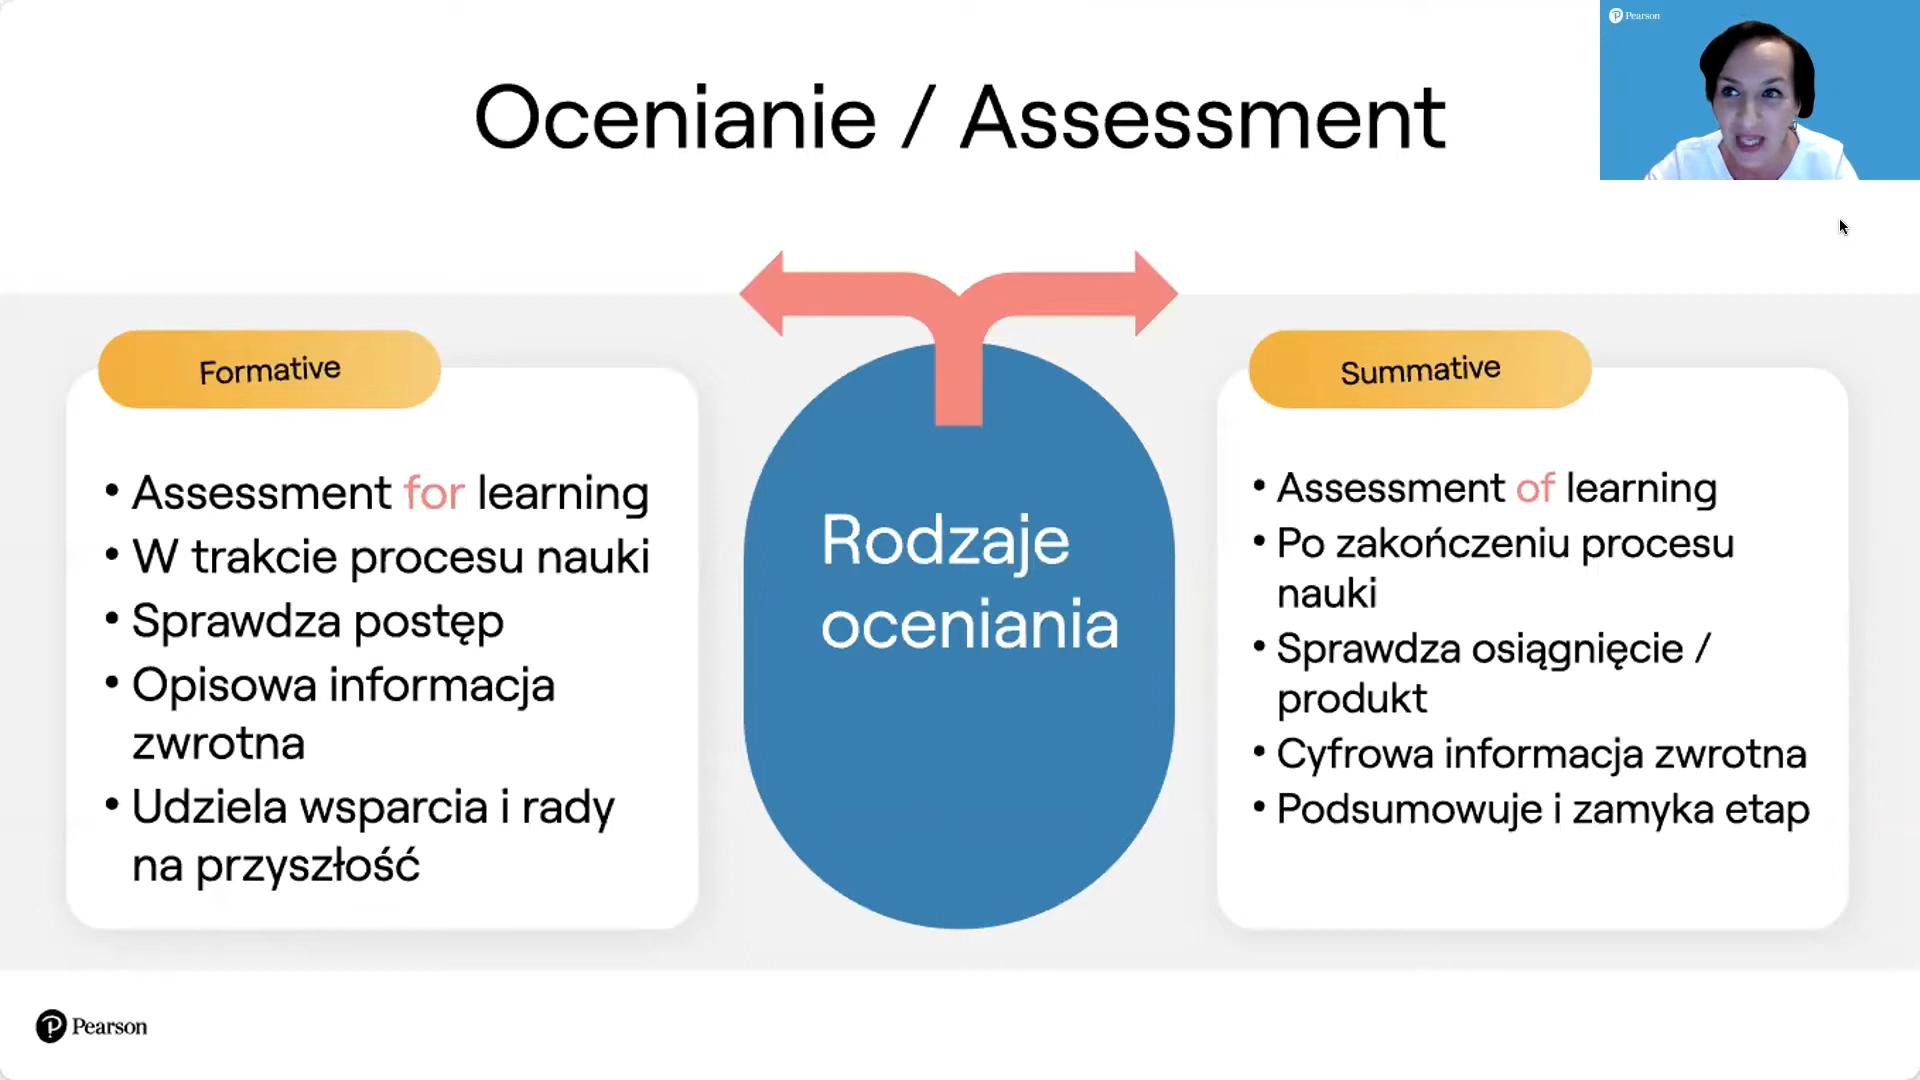 Pearson
Ocenianie / Assessment
Formative
• Assessment for learning
• W trakcie procesu nauki
• Sprawdza postęp
• Opisowa informacja
zwrotna
• Udziela wsparcia i rady
na przyszłość
Rodzaje
oceniania
Summative
• Assessment of learning
• Po zakończeniu procesu
nauki
• Sprawdza osiągnięcie /
produkt
• Cyfrowa informacja zwrotna
• Podsumowuje i zamyka etap
Pearson